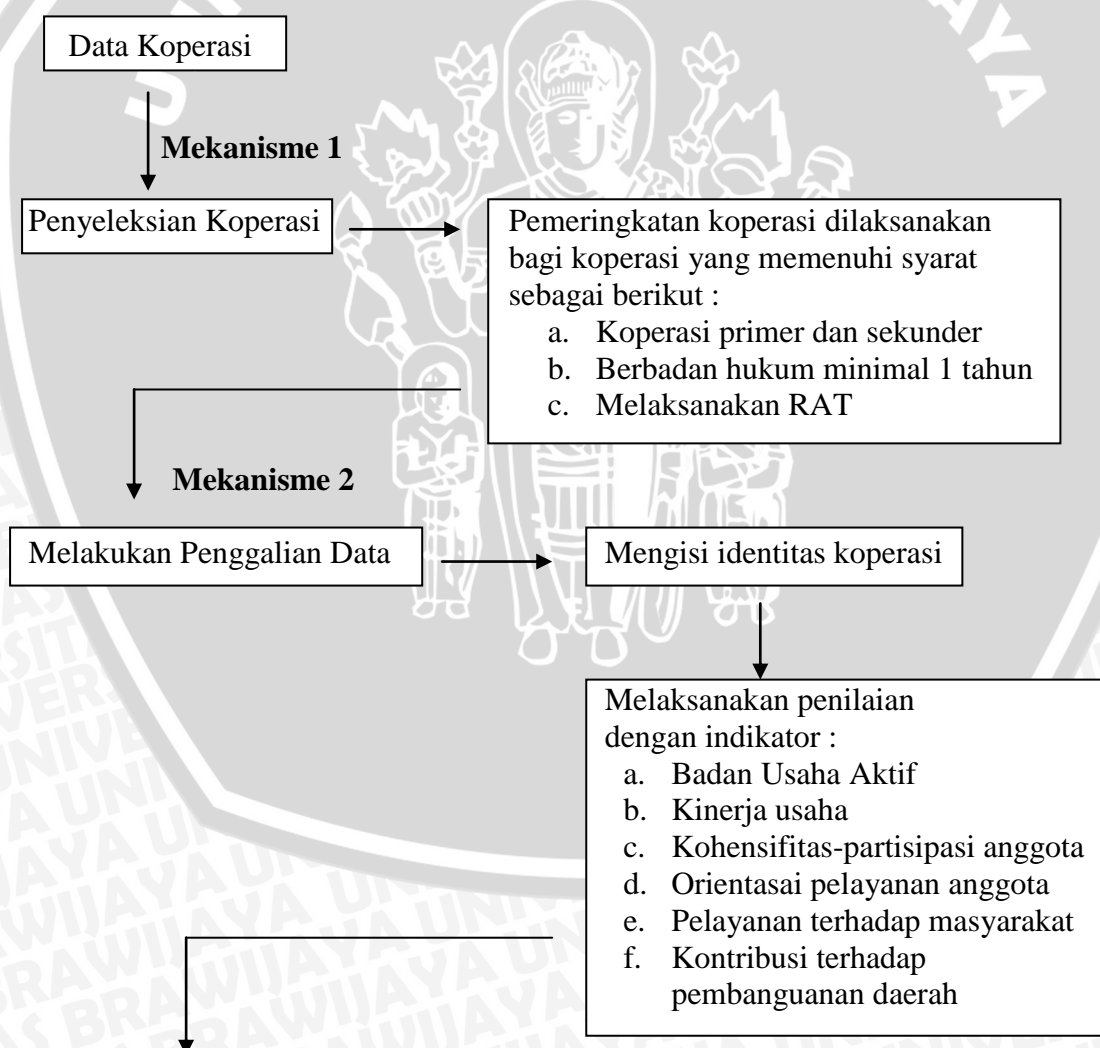 Data Koperasi
Mekanisme 1
Penyeleksian Koperasi
Pemeringkatan koperasi dilaksanakan
bagi koperasi yang memenuhi syarat
sebagai berikut :
a. Koperasi primer dan sekunder
b. Berbadan hukum minimal 1 tahun
c. Melaksanakan RAT
Mekanisme 2
Melakukan Penggalian Data
Mengisi identitas koperasi
Melaksanakan penilaian
dengan indikator :
a. Badan Usaha Aktif
b. Kinerja usaha
c. Kohensifitas-partisipasi anggota
d. Orientasai pelayanan anggota
e. Pelayanan terhadap masyarakat
f. Kontribusi terhadap
pembanguanan daerah